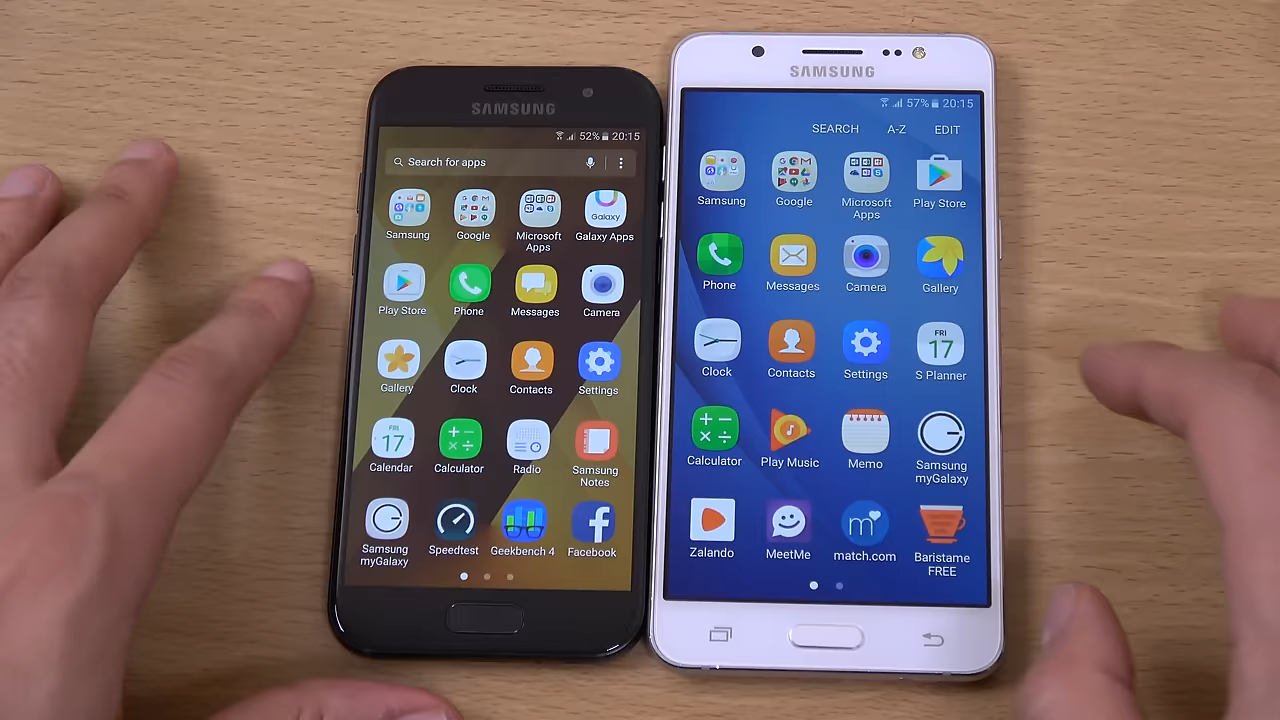 SAMSUNG
52% 20:15
Search for apps
Samsung
Google
Microsoft
Apps
Galaxy
Galaxy Apps
Play Store
Phone
Messages
Camera
Gallery
Clock
Contacts
Settings
FRI
17
Calendar
Calculator
Radio
Samsung
Notes
Samsung
myGalaxy
Speedtest
Geekbench 4
Facebook
SAMSUNG
57% 20:15
SEARCH A-Z EDIT
Samsung
Google
Microsoft
Apps
Play Store
Phone
Messages
Camera
Gallery
Clock
Contacts
Settings
FRI
17
S Planner
Calculator
Play Music
Memo
Samsung
myGalaxy
Zalando
MeetMe
m
match.com
Baristame
FREE